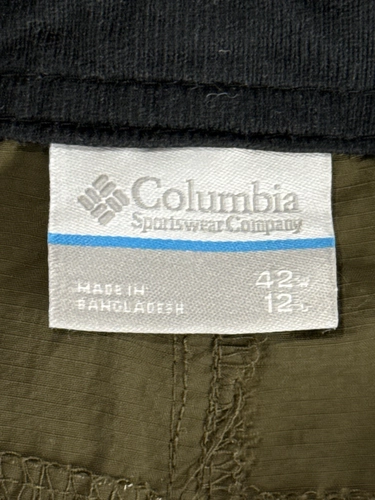 Columbia
Sportswear Company
42W
MADE IN
BANGLADESH
12L